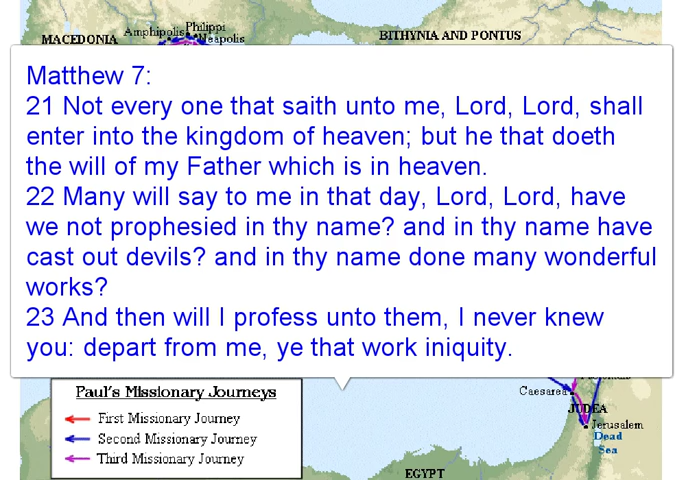 MACEDONIA
Amphipolis
Philippi
Neapolis
BITHYNIA AND PONTUS
Matthew 7:
21 Not every one that saith unto me, Lord, Lord, shall
enter into the kingdom of heaven; but he that doeth
the will of my Father which is in heaven.
22 Many will say to me in that day, Lord, Lord, have
we not prophesied in thy name? and in thy name have
cast out devils? and in thy name done many wonderful
works?
23 And then will I profess unto them, I never knew
you: depart from me, ye that work iniquity.
Caesarea
JUDEA
Jerusalem
Dead
Sea
Paul's Missionary Journeys
First Missionary Journey
Second Missionary Journey
Third Missionary Journey
EGYPT